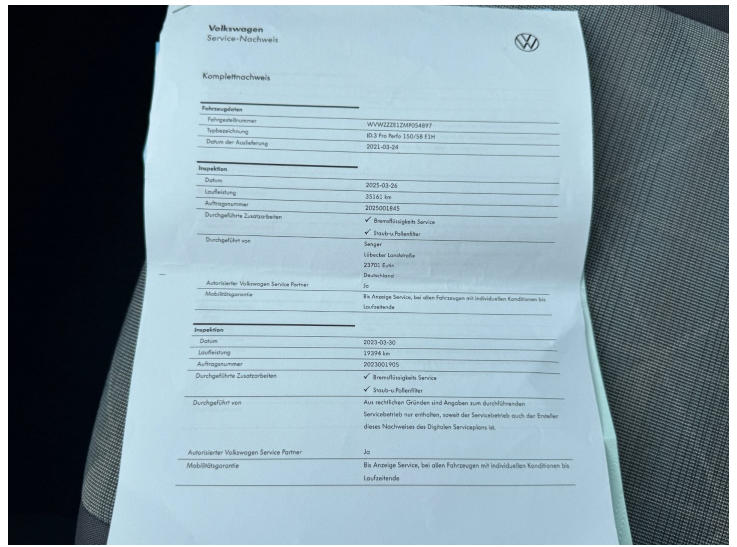 Volkswagen
Service-Nachweis
Komplettnachweis
Fahrzeugdaten
Fahrgestellnummer WVWZZZE1ZMP054897
Typbezeichnung ID.3 Pro Perfo 150/58 E1H
Datum der Auslieferung 2021-03-24
Inspektion
Datum 2025-03-26
Laufleistung 35161 km
Auftragsnummer 2025001845
Durchgeführte Zusatzarbeiten ✓ Bremsflüssigkeits Service
✓ Staub-u.Pollenfilter
Durchgeführt von Senger
Lübecker Landstraße
23701 Eutin
Deutschland
Autorisierter Volkswagen Service Partner Ja
Mobilitätsgarantie Bis Anzeige Service, bei allen Fahrzeugen mit individuellen Konditionen bis
Laufzeitende
Inspektion
Datum 2023-03-30
Laufleistung 19394 km
Auftragsnummer 2023001905
Durchgeführte Zusatzarbeiten ✓ Bremsflüssigkeits Service
✓ Staub-u.Pollenfilter
Durchgeführt von Aus rechtlichen Gründen sind Angaben zum durchführenden
Servicebetrieb nur enthalten, soweit der Servicebetrieb auch der Ersteller
dieses Nachweises des Digitalen Serviceplans ist.
Autorisierter Volkswagen Service Partner Ja
Mobilitätsgarantie Bis Anzeige Service, bei allen Fahrzeugen mit individuellen Konditionen bis
Laufzeitende